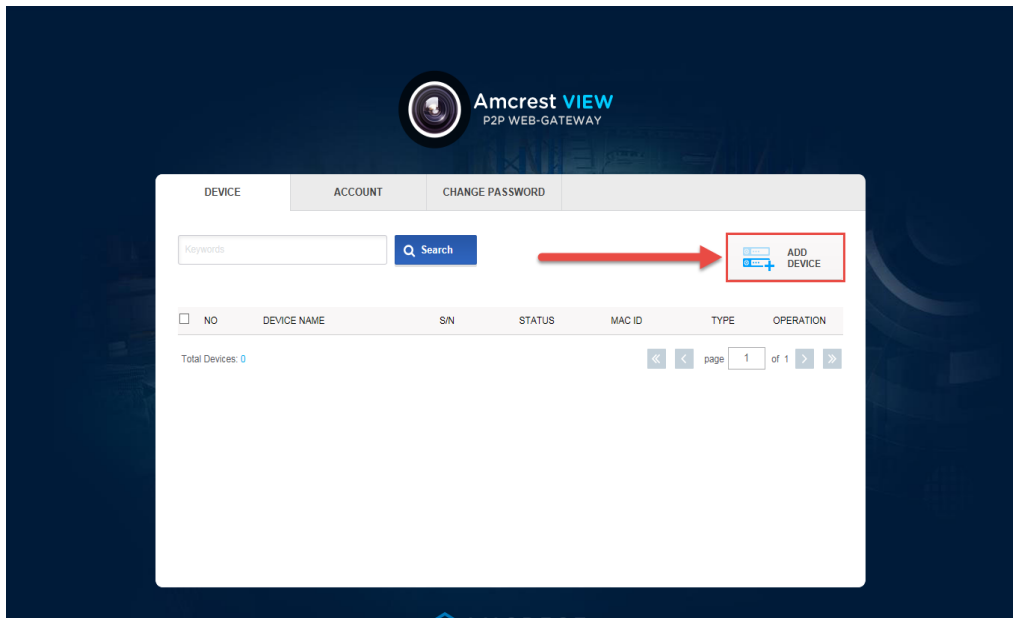 Amcrest VIEW
P2P WEB-GATEWAY
DEVICE ACCOUNT CHANGE PASSWORD
Keywords Search ADD DEVICE
NO DEVICE NAME S/N STATUS MAC ID TYPE OPERATION
Total Devices: 0 page 1 of 1